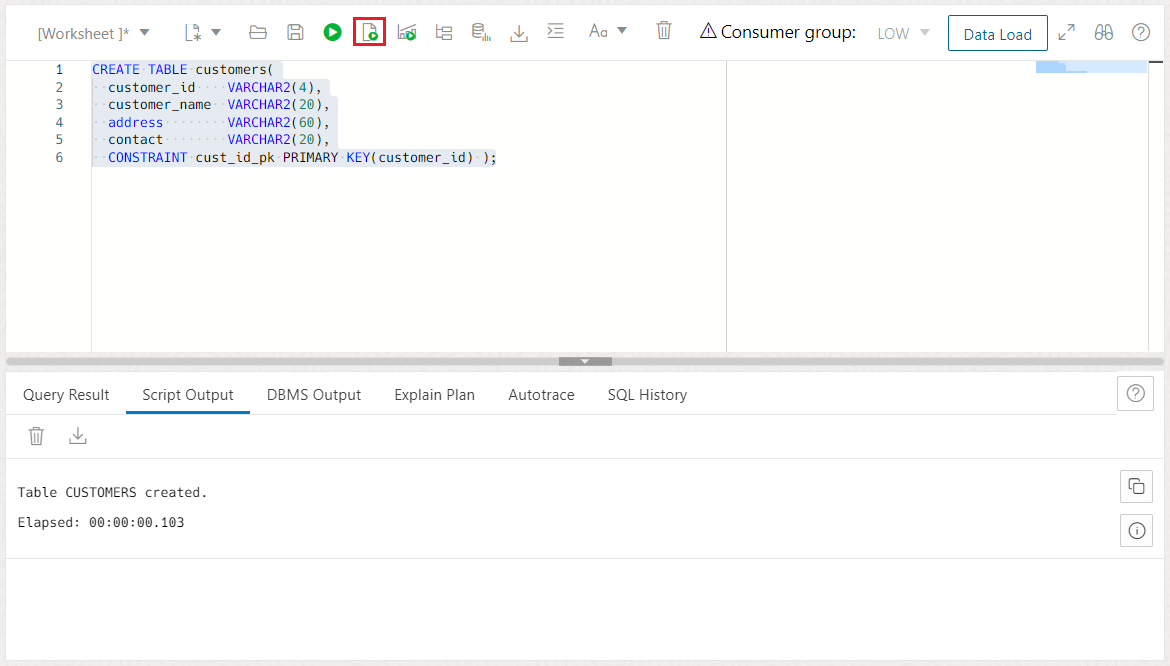 [Worksheet ]* Aa Consumer group: LOW Data Load
1 CREATE TABLE customers(
2 customer_id VARCHAR2(4),
3 customer_name VARCHAR2(20),
4 address VARCHAR2(60),
5 contact VARCHAR2(20),
6 CONSTRAINT cust_id_pk PRIMARY KEY(customer_id) );
Query Result Script Output DBMS Output Explain Plan Autotrace SQL History
Table CUSTOMERS created.
Elapsed: 00:00:00.103